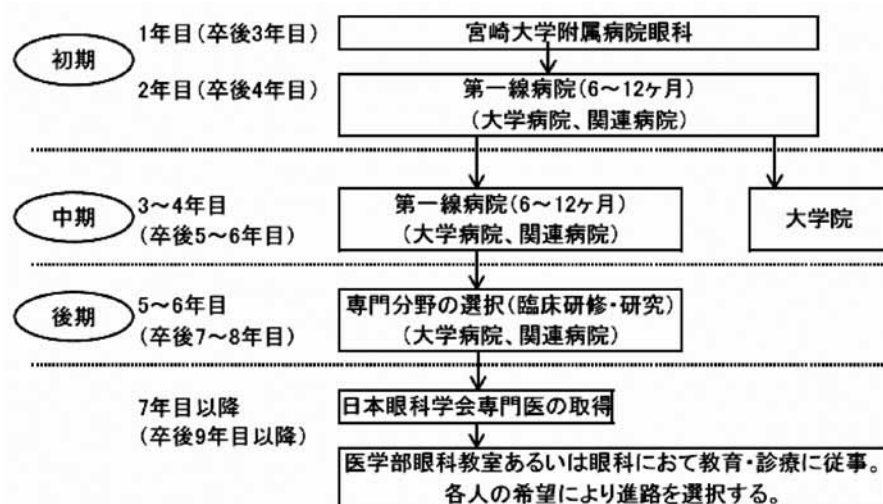 初期
1年目(卒後3年目)
宮崎大学附属病院眼科
2年目(卒後4年目)
第一線病院(6～12ヶ月)
(大学病院、関連病院)
中期
3～4年目
(卒後5～6年目)
第一線病院(6～12ヶ月)
(大学病院、関連病院)
大学院
後期
5～6年目
(卒後7～8年目)
専門分野の選択(臨床研修・研究)
(大学病院、関連病院)
7年目以降
(卒後9年目以降)
日本眼科学会専門医の取得
医学部眼科教室あるいは眼科におて教育・診療に従事。
各人の希望により進路を選択する。